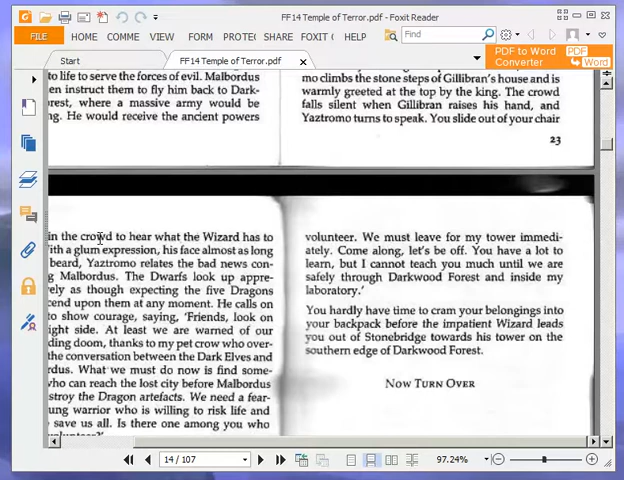 FF14 Temple of Terror.pdf - Foxit Reader
FILE HOME COMME VIEW FORM PROTEC SHARE FOXIT C HELP Find
Start FF14 Temple of Terror.pdf
PDF to Word
Converter
PDF
Word
to life to serve the forces of evil. Malbordus
en instruct them to fly him back to Dark-
rest, where a massive army would be
g. He would receive the ancient powers
mo climbs the stone steps of Gillibran's house and is
warmly greeted at the top by the king. The crowd
falls silent when Gillibran raises his hand, and
Yaztromo turns to speak. You slide out of your chair
23
in the crowd to hear what the Wizard has to
ith a glum expression, his face almost as long
beard, Yaztromo relates the bad news con-
g Malbordus. The Dwarfs look up appre-
ely as though expecting the five Dragons
cend upon them at any moment. He calls on
to show courage, saying, 'Friends, look on
ight side. At least we are warned of our
ding doom, thanks to my pet crow who over-
the conversation between the Dark Elves and
rdus. What we must do now is find some-
ho can reach the lost city before Malbordus
stroy the Dragon artefacts. We need a fear-
ung warrior who is willing to risk life and
save us all. Is there one among you who
volunteer?'
volunteer. We must leave for my tower immedi-
ately. Come along, let's be off. You have a lot to
learn, but I cannot teach you much until we are
safely through Darkwood Forest and inside my
laboratory.'
You hardly have time to cram your belongings into
your backpack before the impatient Wizard leads
you out of Stonebridge towards his tower on the
southern edge of Darkwood Forest.
NOW TURN OVER
14 / 107
97.24%